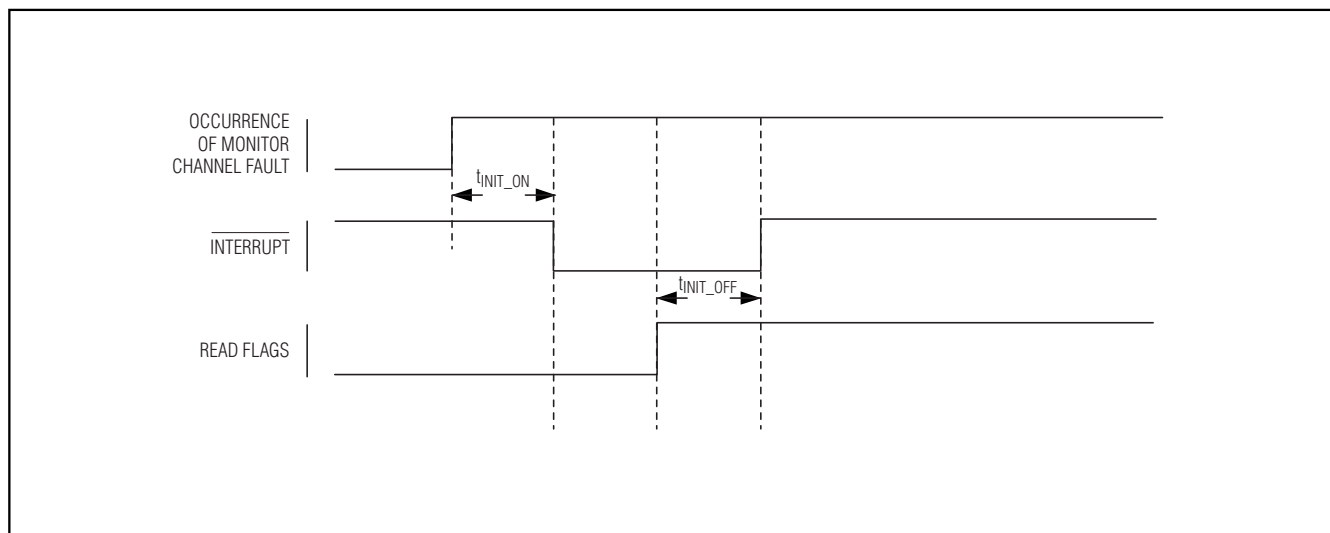 OCCURRENCE
OF MONITOR
CHANNEL FAULT
tINIT_ON
INTERRUPT
tINIT_OFF
READ FLAGS